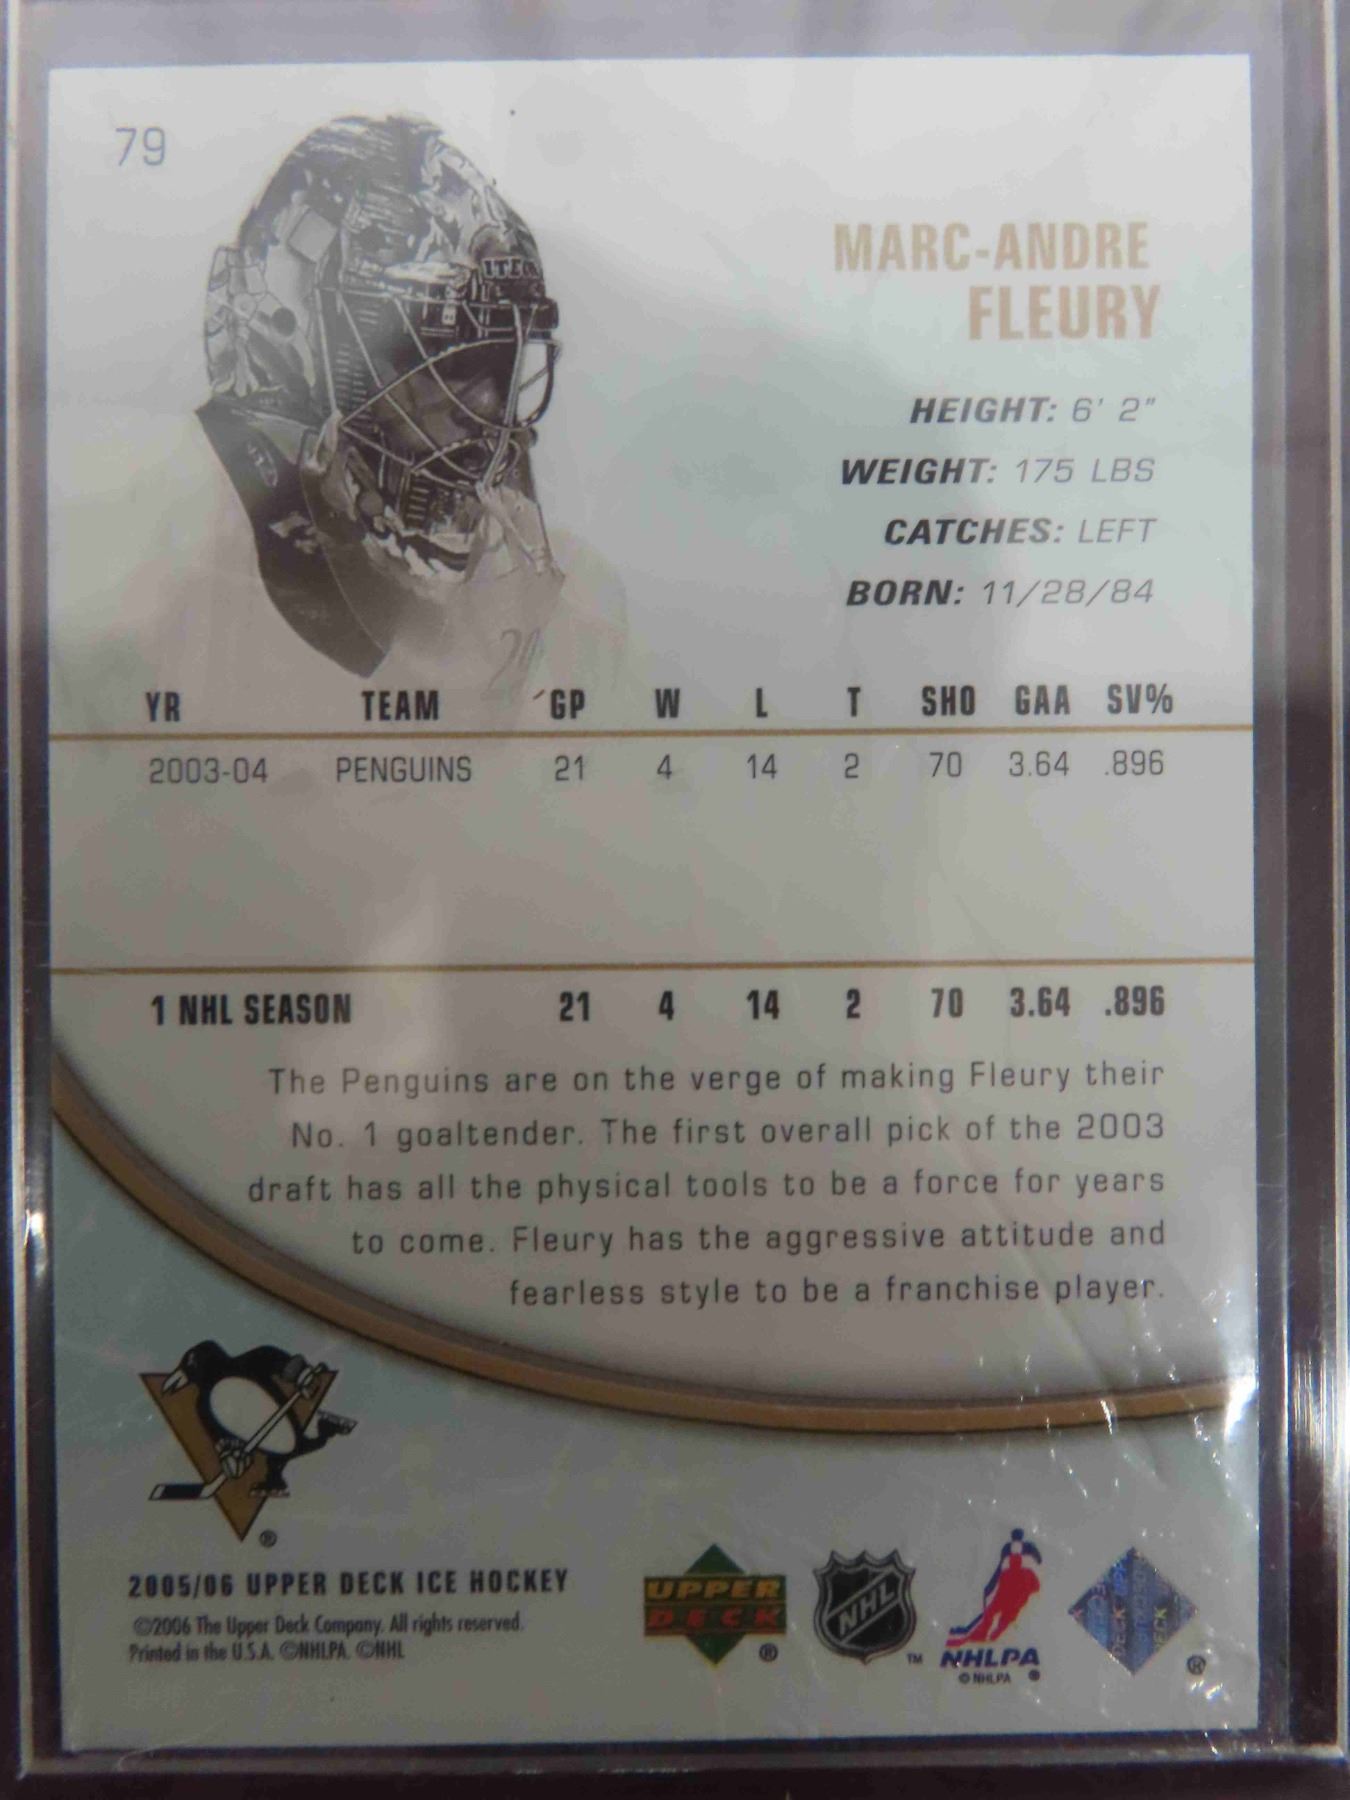 79
ITECH
MARC-ANDRE
FLEURY
HEIGHT: 6' 2"
WEIGHT: 175 LBS
CATCHES: LEFT
BORN: 11/28/84
YR TEAM GP W L T SHO GAA SV%
2003-04 PENGUINS 21 4 14 2 70 3.64 .896
1 NHL SEASON 21 4 14 2 70 3.64 .896
The Penguins are on the verge of making Fleury their
No. 1 goaltender. The first overall pick of the 2003
draft has all the physical tools to be a force for years
to come. Fleury has the aggressive attitude and
fearless style to be a franchise player.
®
2005/06 UPPER DECK ICE HOCKEY
©2006 The Upper Deck Company. All rights reserved.
Printed in the U.S.A. ©NHLPA. ©NHL
UPPER
DECK
®
NHL
™
NHLPA
© NHLPA ®
®